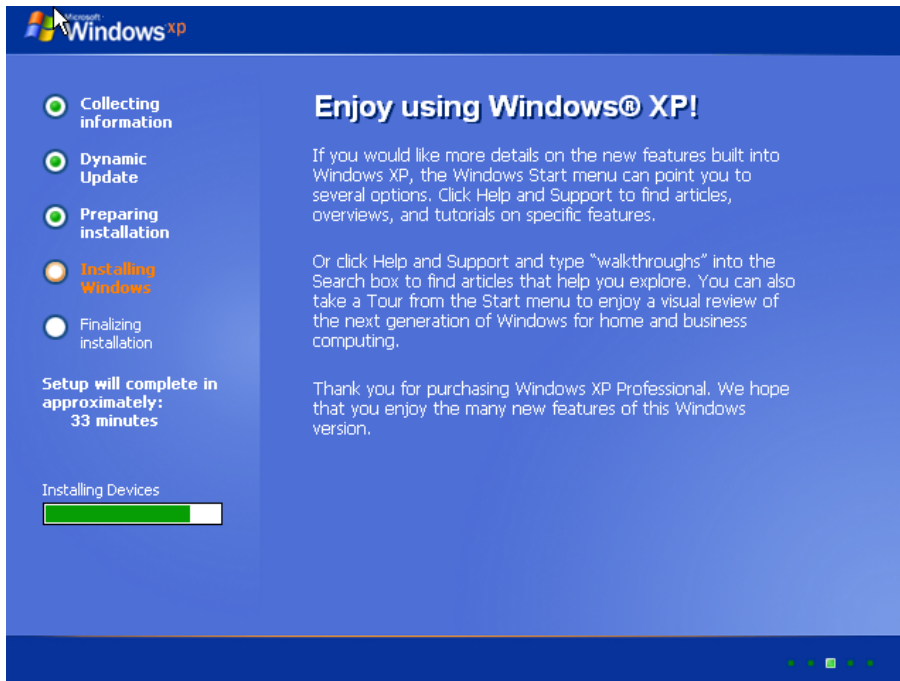 Microsoft
Windows xp
Collecting
information
Dynamic
Update
Preparing
installation
Installing
Windows
Finalizing
installation
Setup will complete in
approximately:
33 minutes
Installing Devices
Enjoy using Windows® XP!
If you would like more details on the new features built into
Windows XP, the Windows Start menu can point you to
several options. Click Help and Support to find articles,
overviews, and tutorials on specific features.
Or click Help and Support and type “walkthroughs” into the
Search box to find articles that help you explore. You can also
take a Tour from the Start menu to enjoy a visual review of
the next generation of Windows for home and business
computing.
Thank you for purchasing Windows XP Professional. We hope
that you enjoy the many new features of this Windows
version.